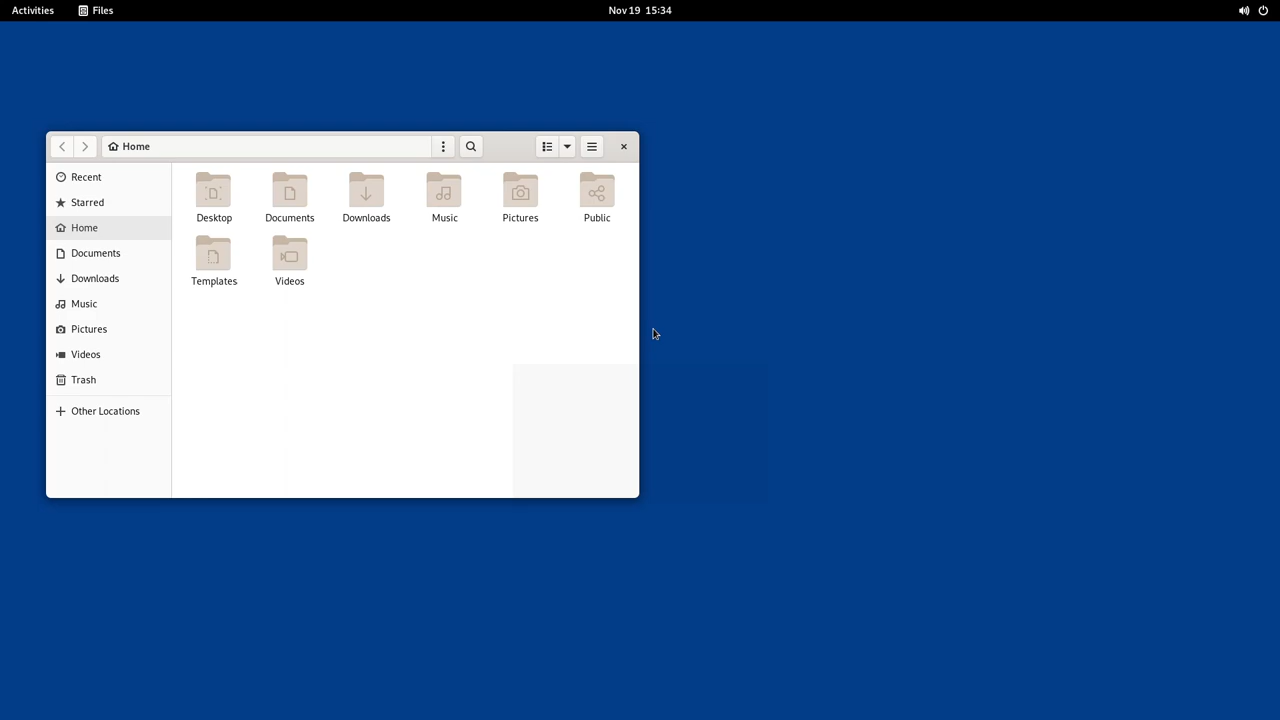 Activities Files Nov 19 15:34
Home
Recent
Starred
Home
Documents
Downloads
Music
Pictures
Videos
Trash
Other Locations
Desktop Documents Downloads Music Pictures Public
Templates Videos